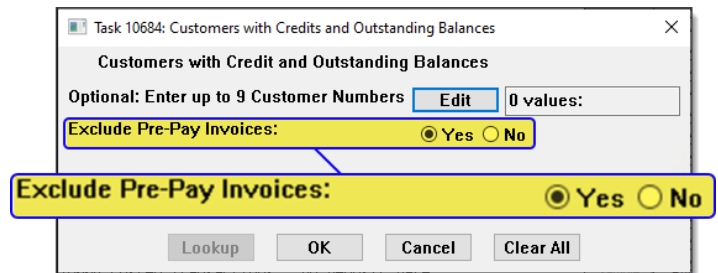 Task 10684: Customers with Credits and Outstanding Balances
Customers with Credit and Outstanding Balances
Optional: Enter up to 9 Customer Numbers Edit 0 values:
Exclude Pre-Pay Invoices: Yes No
Exclude Pre-Pay Invoices: Yes No
Lookup OK Cancel Clear All